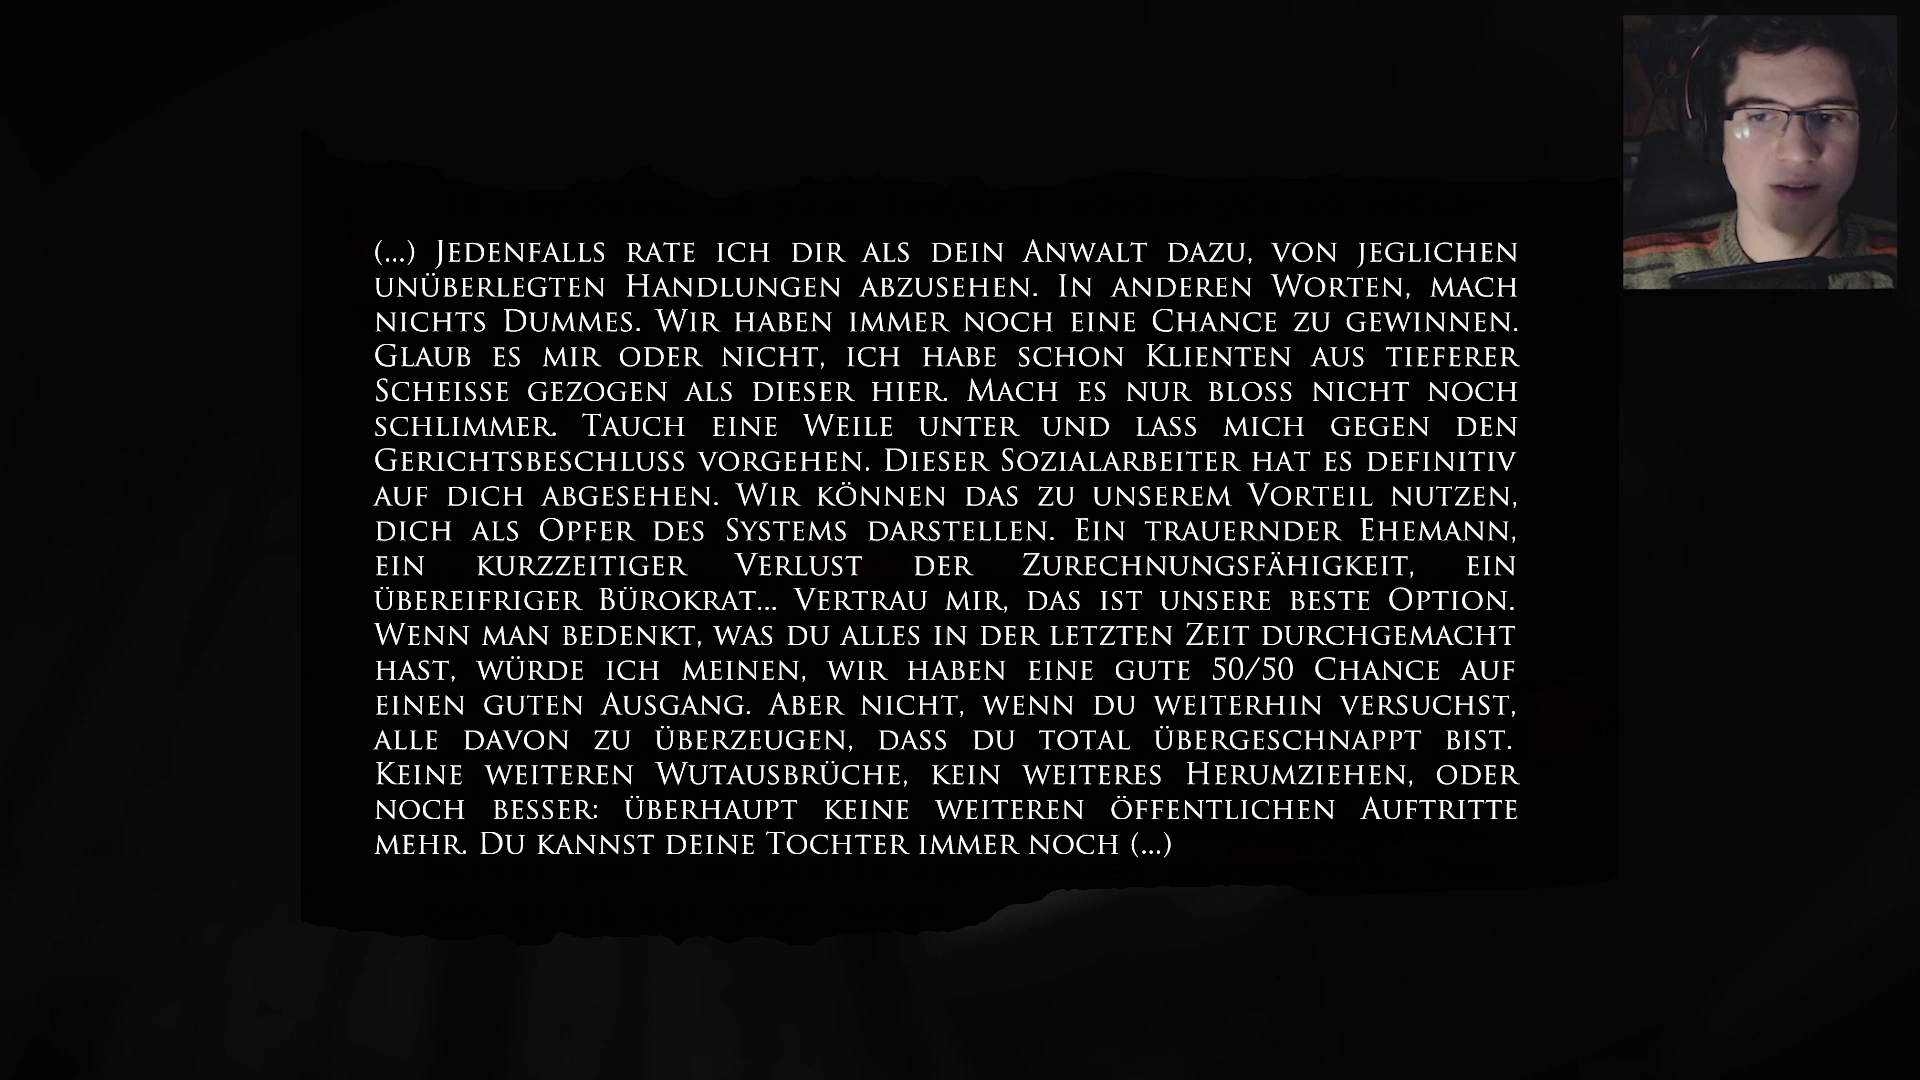 (...) Jedenfalls rate ich dir als dein Anwalt dazu, von jeglichen
unüberlegten Handlungen abzusehen. In anderen Worten, mach
nichts Dummes. Wir haben immer noch eine Chance zu gewinnen.
Glaub es mir oder nicht, ich habe schon Klienten aus tieferer
Scheisse gezogen als dieser hier. Mach es nur bloss nicht noch
schlimmer. Tauch eine Weile unter und lass mich gegen den
Gerichtsbeschluss vorgehen. Dieser Sozialarbeiter hat es definitiv
auf dich abgesehen. Wir können das zu unserem Vorteil nutzen,
dich als Opfer des Systems darstellen. Ein trauernder Ehemann,
ein kurzzeitiger Verlust der Zurechnungsfähigkeit, ein
übereifriger Bürokrat... Vertrau mir, das ist unsere beste Option.
Wenn man bedenkt, was du alles in der letzten Zeit durchgemacht
hast, würde ich meinen, wir haben eine gute 50/50 Chance auf
einen guten Ausgang. Aber nicht, wenn du weiterhin versuchst,
alle davon zu überzeugen, dass du total übergeschnappt bist.
Keine weiteren Wutausbrüche, kein weiteres Herumziehen, oder
noch besser: überhaupt keine weiteren öffentlichen Auftritte
mehr. Du kannst deine Tochter immer noch (...)